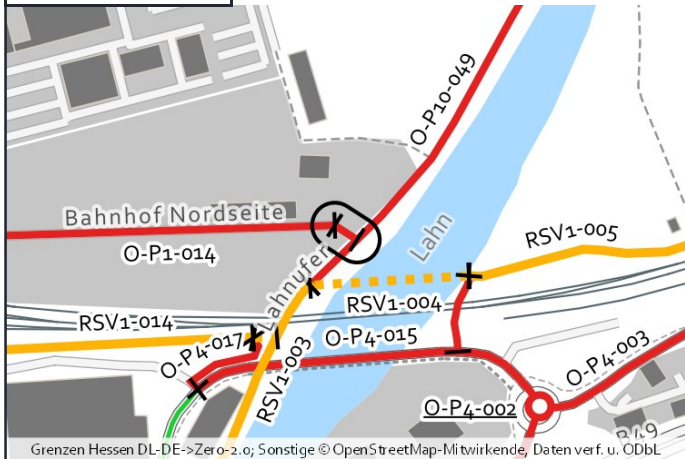 O-P10-049
Bahnhof Nordseite
O-P1-014
Lahnufer
Lahn
RSV1-005
RSV1-004
RSV1-014
O-P4-017
O-P4-015
RSV1-003
O-P4-003
O-P4-002
B49
Grenzen Hessen DL-DE->Zero-2.0; Sonstige © OpenStreetMap-Mitwirkende, Daten verf. u. ODbL